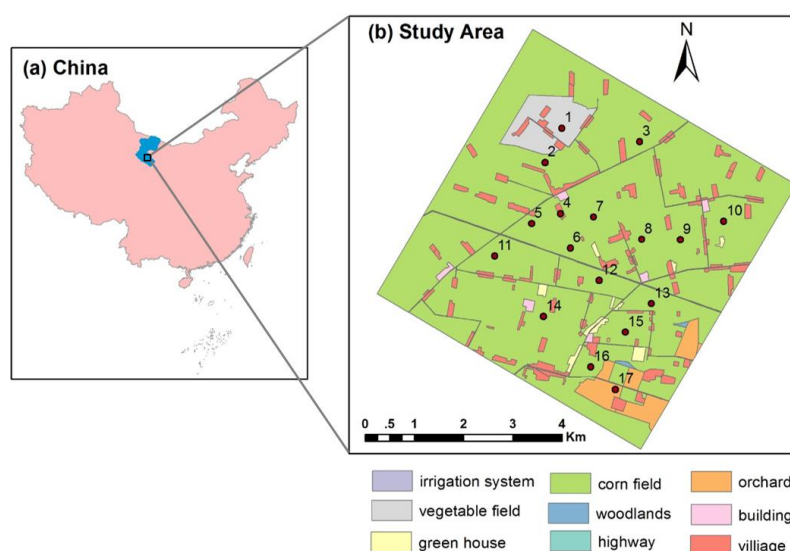 (a) China
(b) Study Area
N
1
2
3
4
5
6
7
8
9
10
11
12
13
14
15
16
17
0 .5 1 2 3 4
Km
irrigation system
corn field
orchard
vegetable field
woodlands
building
green house
highway
villiage